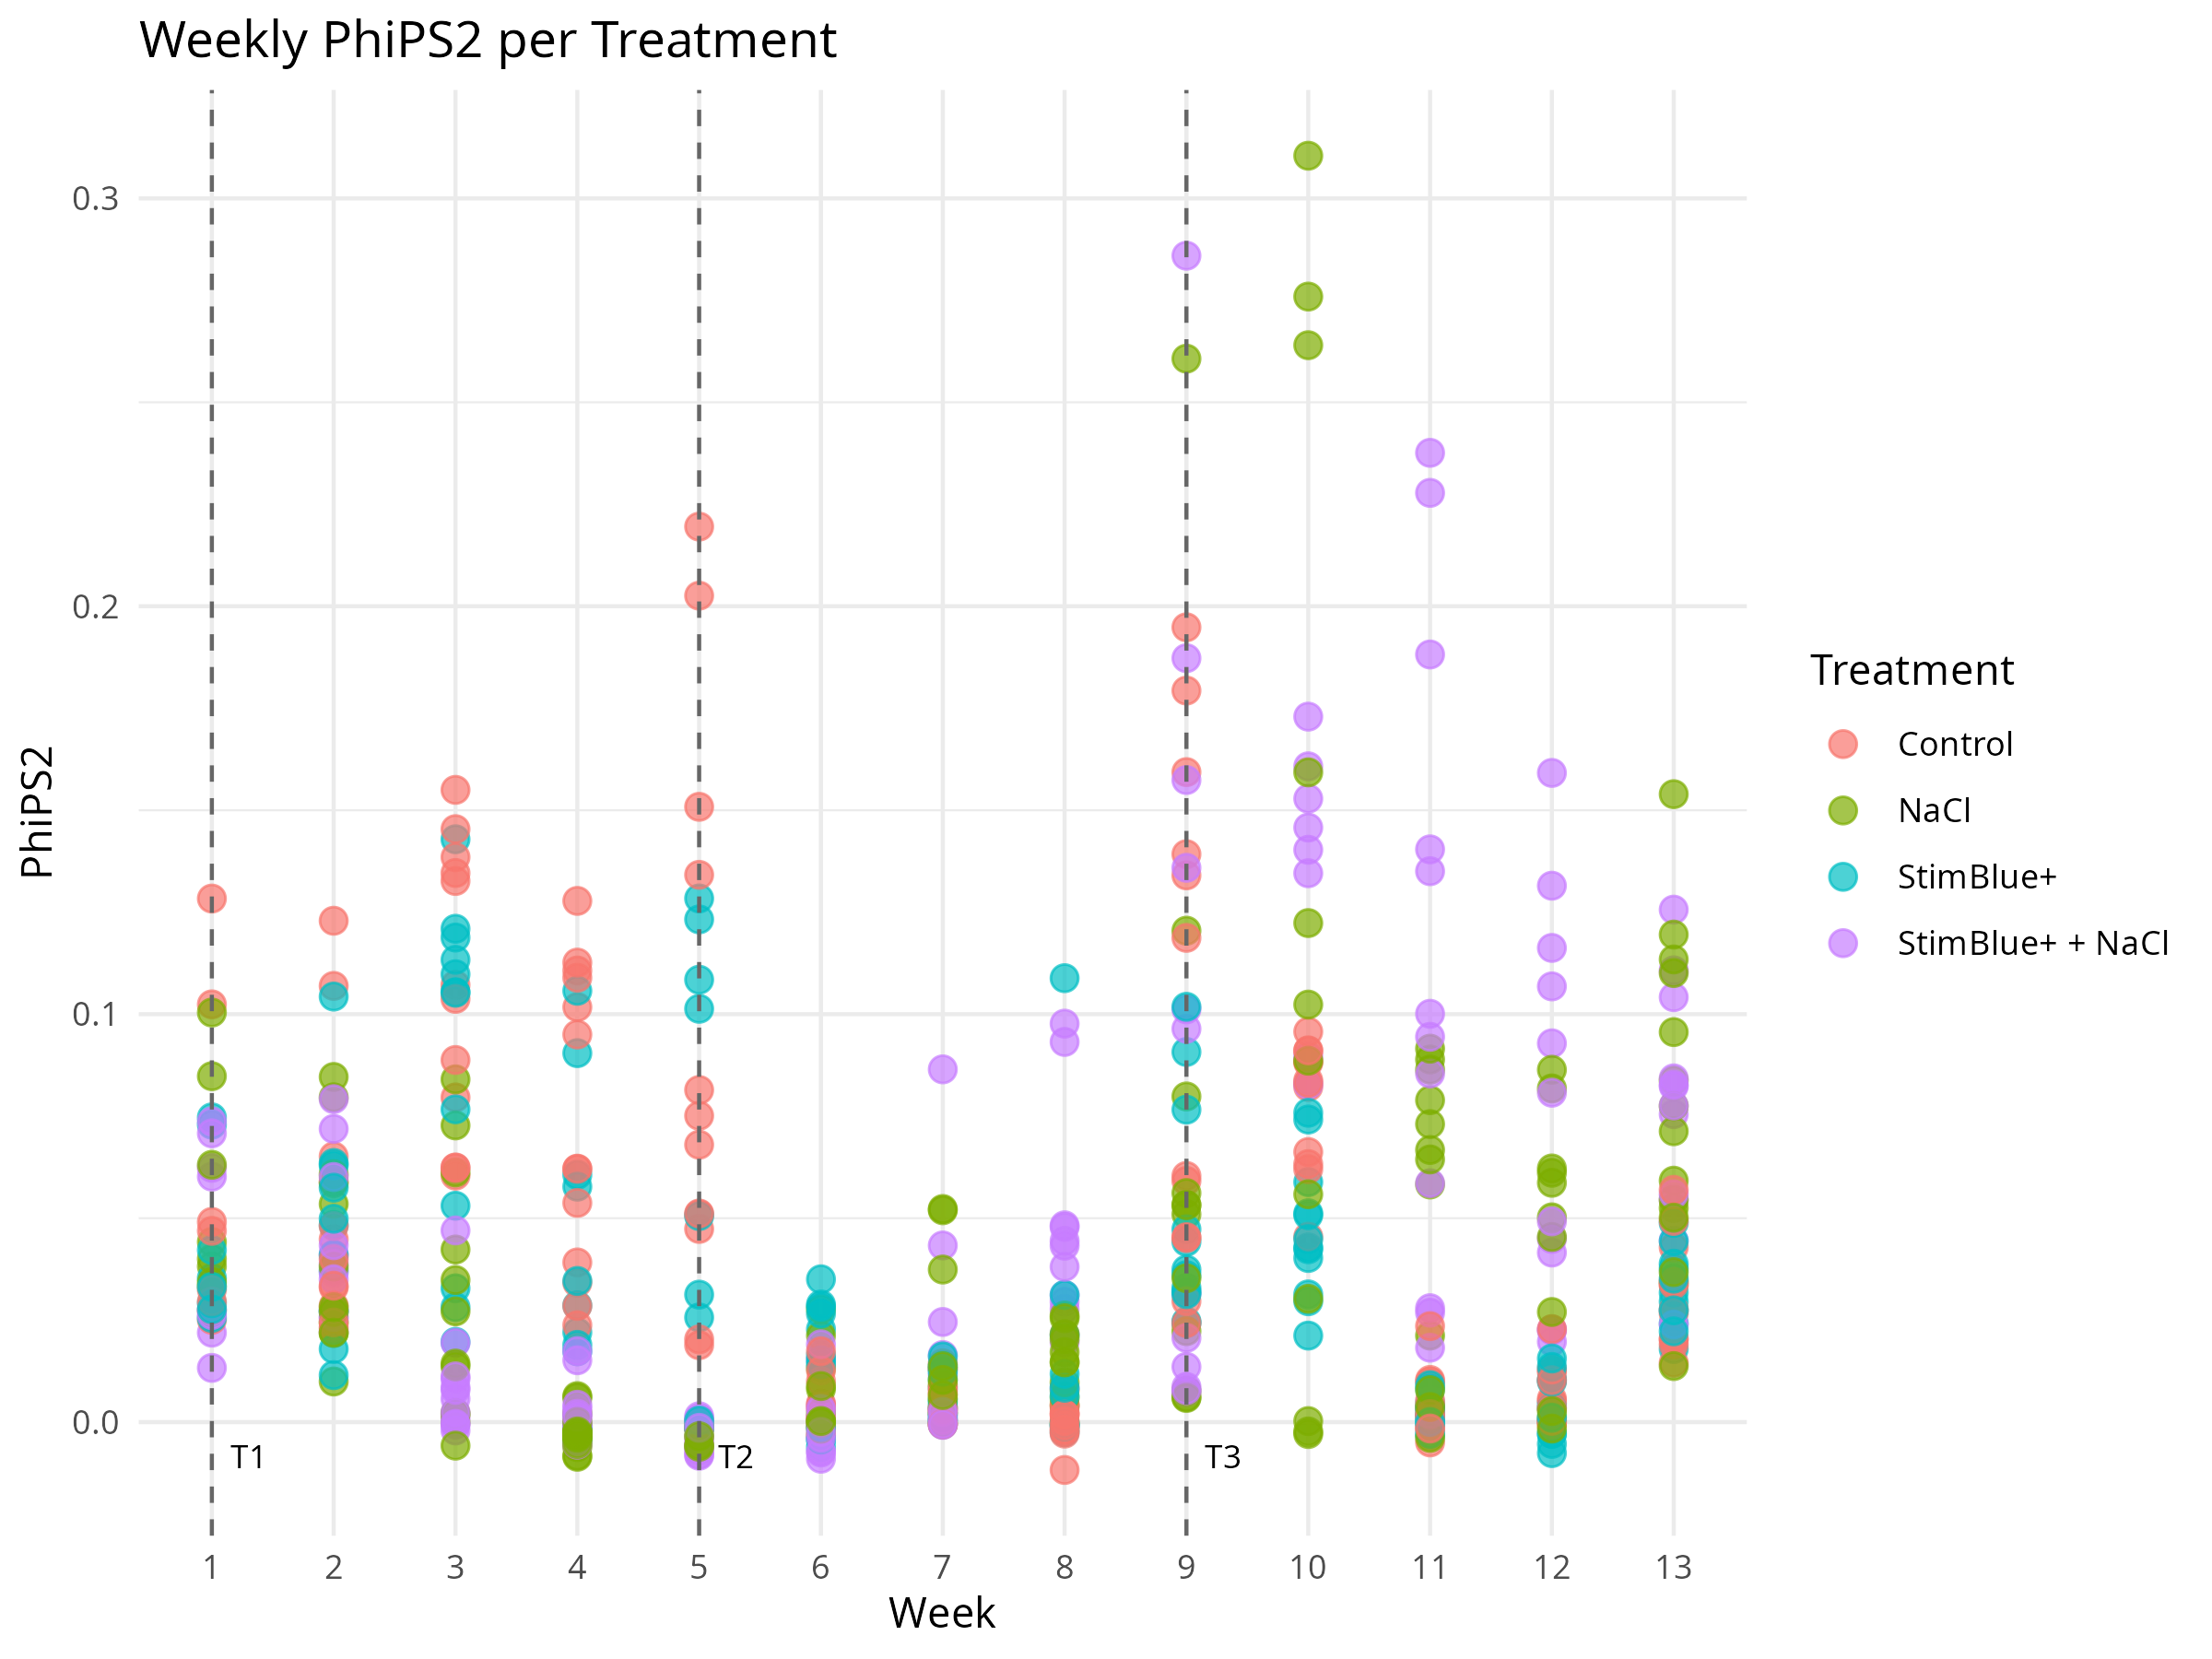 Weekly PhiPS2 per Treatment
PhiPS2
0.3
0.2
0.1
0.0
T1
T2
T3
1 2 3 4 5 6 7 8 9 10 11 12 13
Week
Treatment
Control
NaCl
StimBlue+
StimBlue+ + NaCl